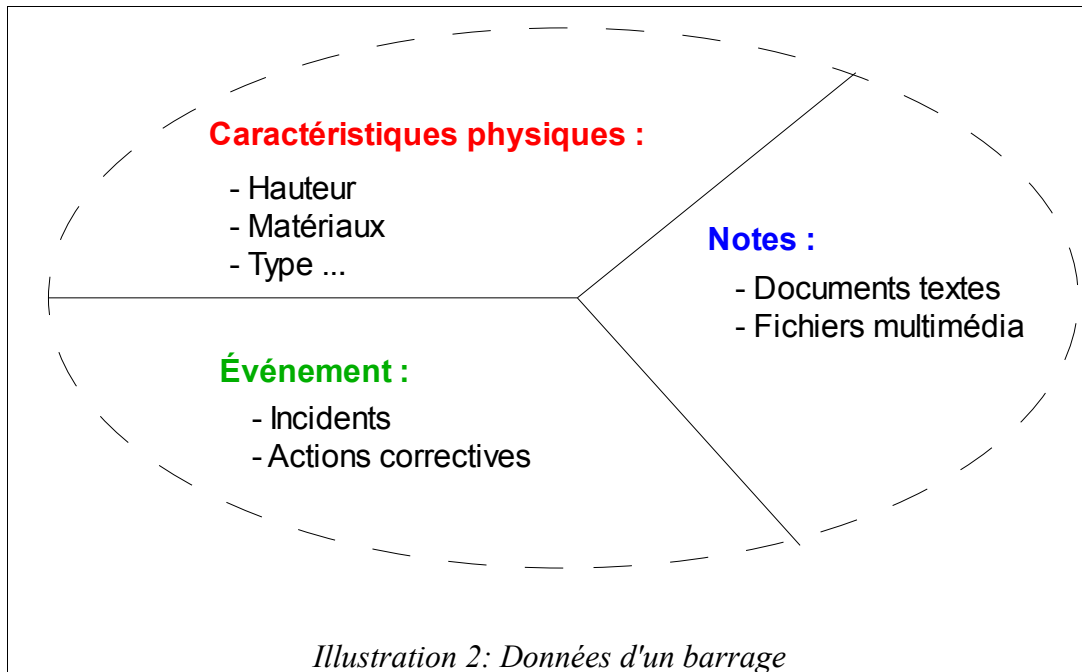 Caractéristiques physiques :
- Hauteur
- Matériaux
- Type ...
Notes :
- Documents textes
- Fichiers multimédia
Événement :
- Incidents
- Actions correctives
Illustration 2: Données d'un barrage